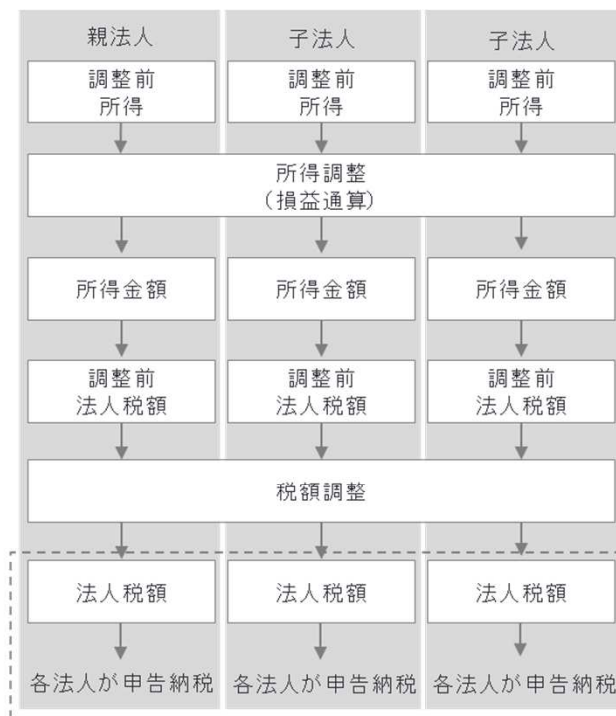 親法人
子法人
子法人
調整前
所得
調整前
所得
調整前
所得
所得調整
（損益通算）
所得金額
所得金額
所得金額
調整前
法人税額
調整前
法人税額
調整前
法人税額
税額調整
法人税額
法人税額
法人税額
各法人が申告納税
各法人が申告納税
各法人が申告納税